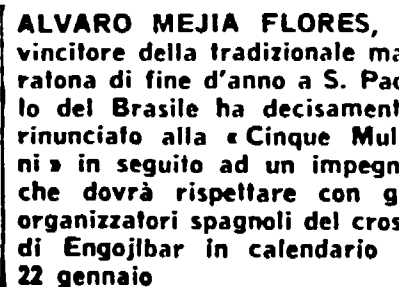 ALVARO MEJIA FLORES,
vincitore della tradizionale ma
ratona di fine d'anno a S. Pao
lo del Brasile ha decisament
rinunciato alla « Cinque Mul
ni » in seguito ad un impegn
che dovrà rispettare con g
organizzatori spagnoli del cros
di Engojlbar in calendario
22 gennaio